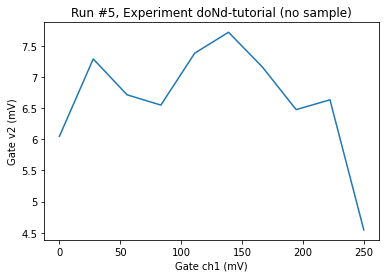 Run #5, Experiment doNd-tutorial (no sample)
Gate v2 (mV)
7.5
7
6.5
6
5.5
5
4.5
0 50 100 150 200 250
Gate ch1 (mV)